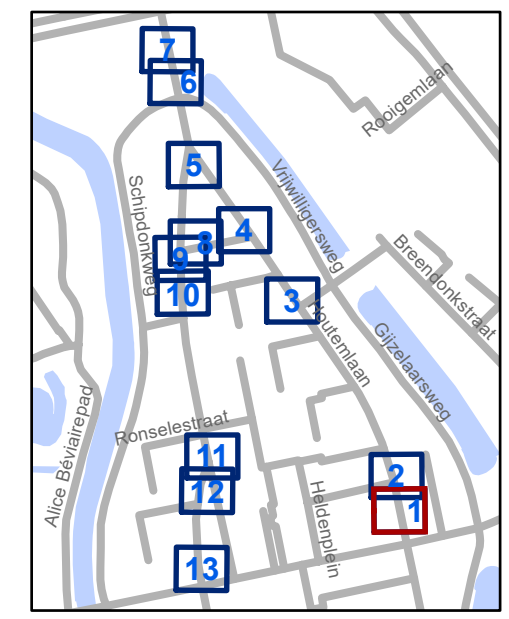 7
6
Rooigemlaan
5
Vrijwilligersweg
Schipdonkweg
4
8
9
Breendonkstraat
10
3
Houtemlaan
Gijzelaarsweg
Alice Béviairepad
Ronselestraat
11
2
12
Heldenplein
1
13